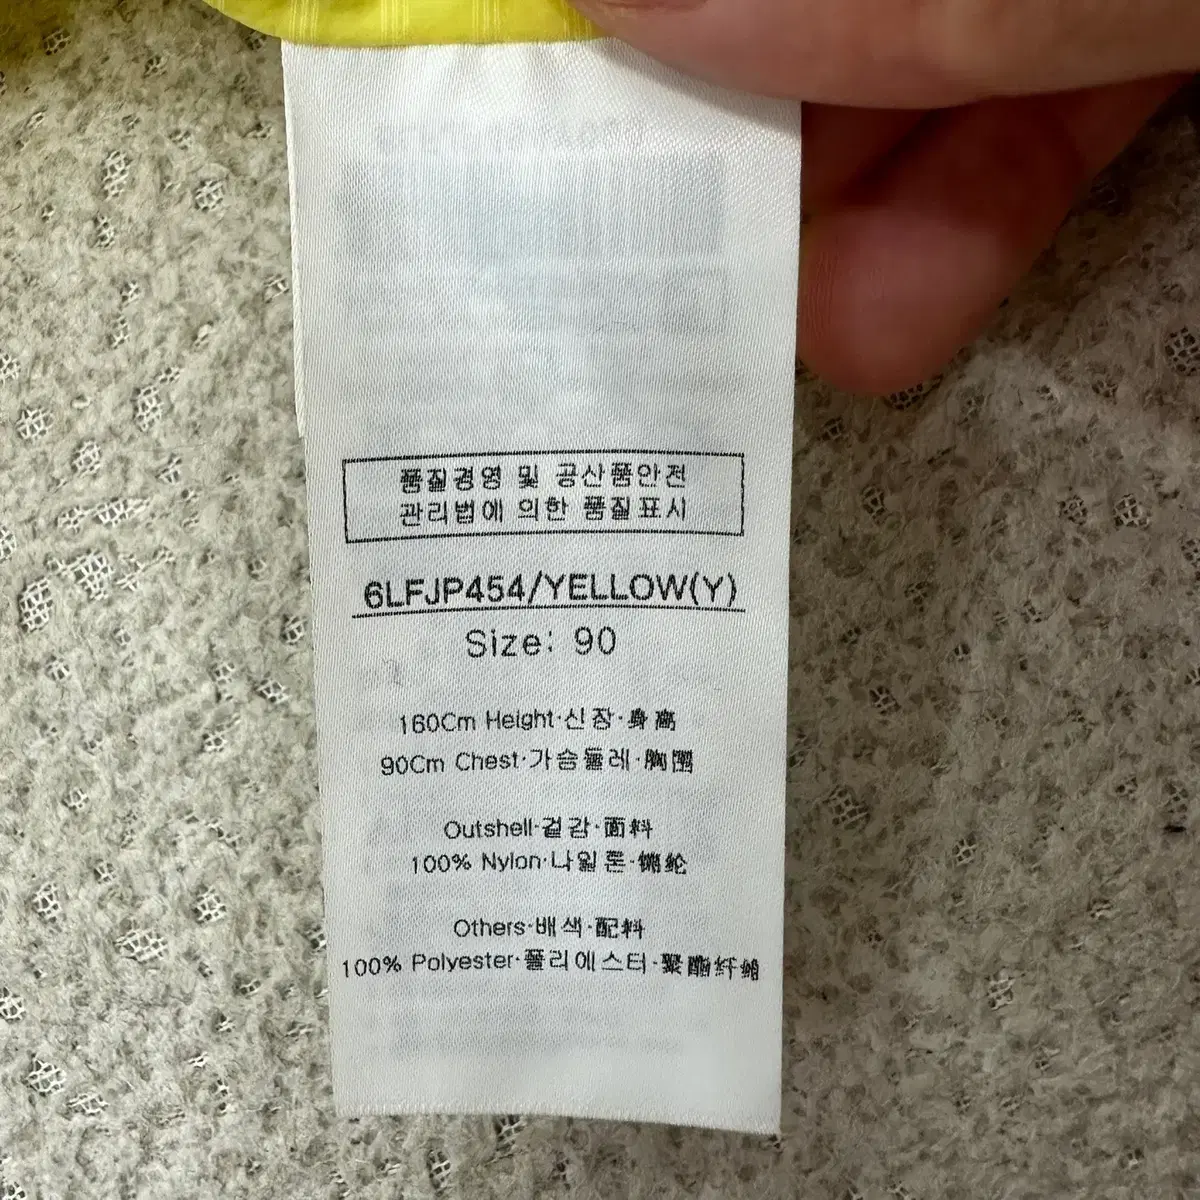 품질경영 및 공산품안전
관리법에 의한 품질표시
6LFJP454/YELLOW(Y)
Size: 90
160Cm Height·신장·身高
90Cm Chest·가슴둘레·胸围
Outshell·겉감·面料
100% Nylon·나일론·锦纶
Others·배색·配料
100% Polyester·폴리에스터·聚酯纤维